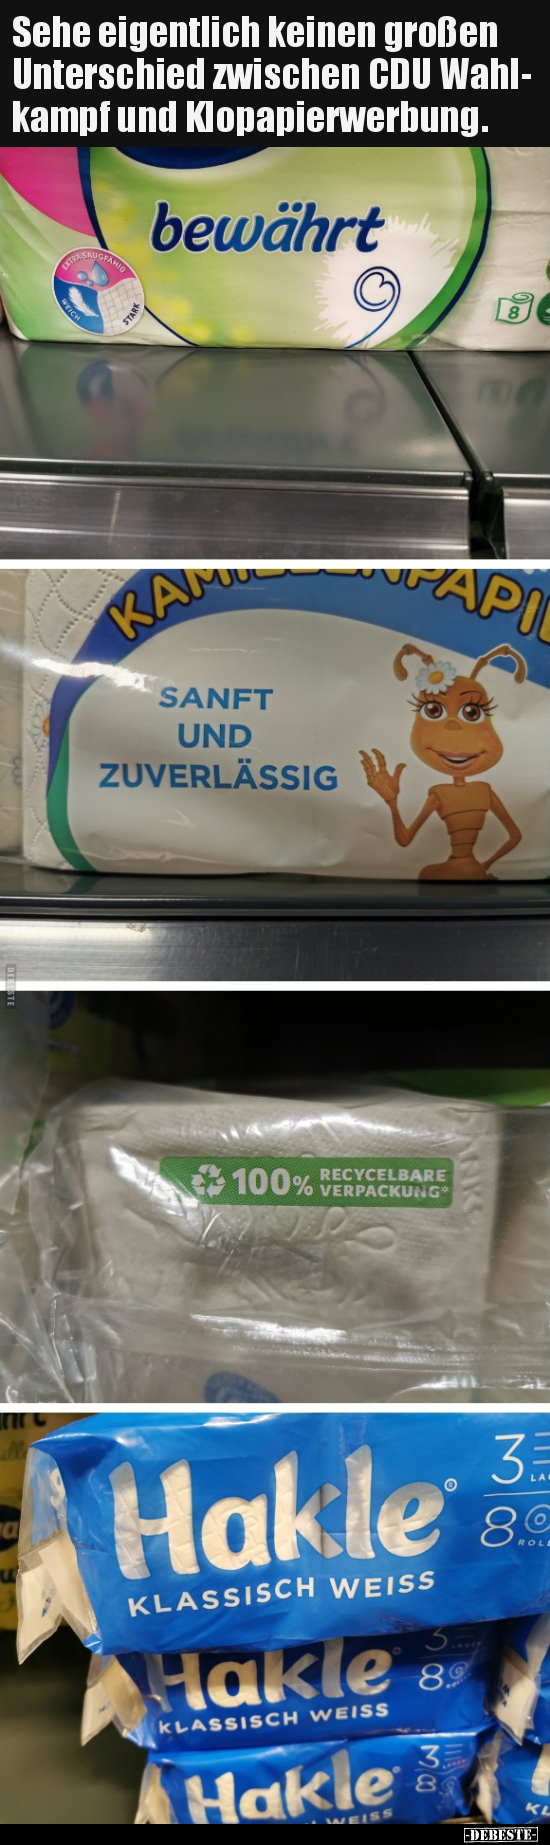 Sehe eigentlich keinen großen
Unterschied zwischen CDU Wahl-
kampf und Klopapierwerbung.
bewährt
EXTRA SAUGFÄHIG
WEICH
STARK
8
SANFT
UND
ZUVERLÄSSIG
DEBESTE
100% RECYCELBARE
VERPACKUNG*
Hakle®
KLASSISCH WEISS
3
8
Hakle
KLASSISCH WEISS
3
8
Hakle
WEISS
3
8
-DEBESTE-